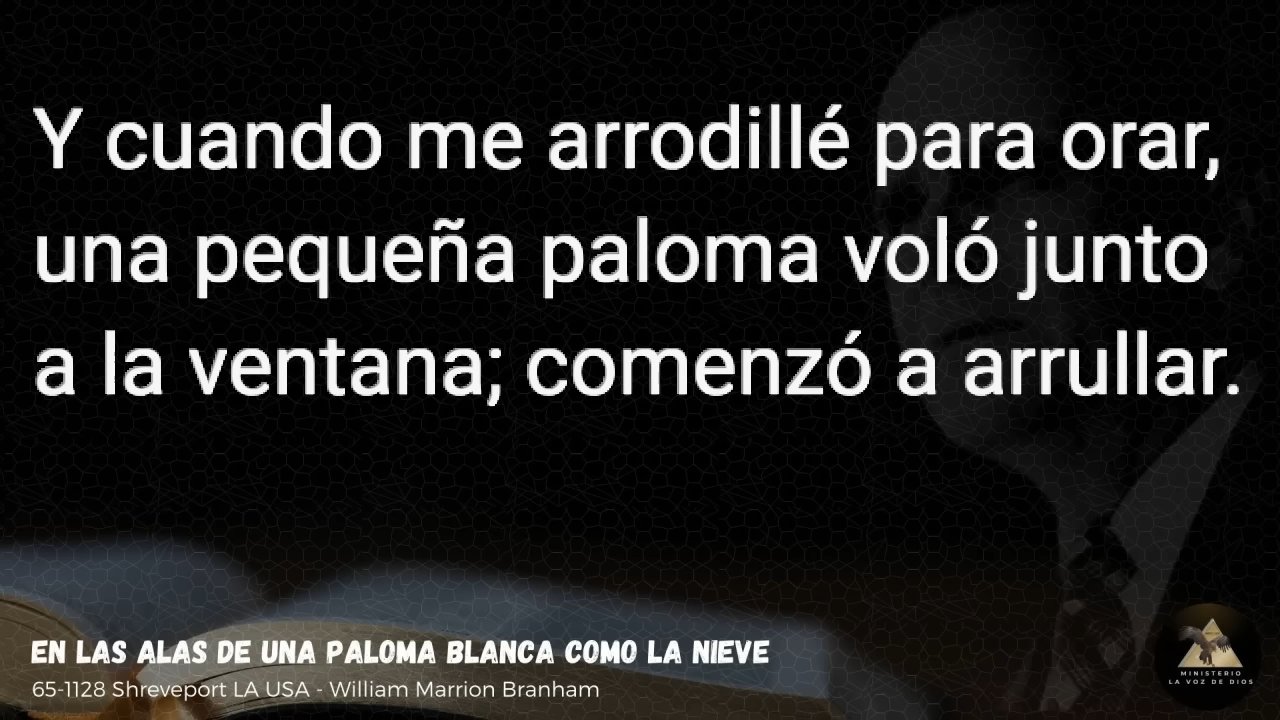 Y cuando me arrodillé para orar,
una pequeña paloma voló junto
a la ventana; comenzó a arrullar.
EN LAS ALAS DE UNA PALOMA BLANCA COMO LA NIEVE
65-1128 Shreveport LA USA - William Marrion Branham
MINISTERIO
LA VOZ DE DIOS